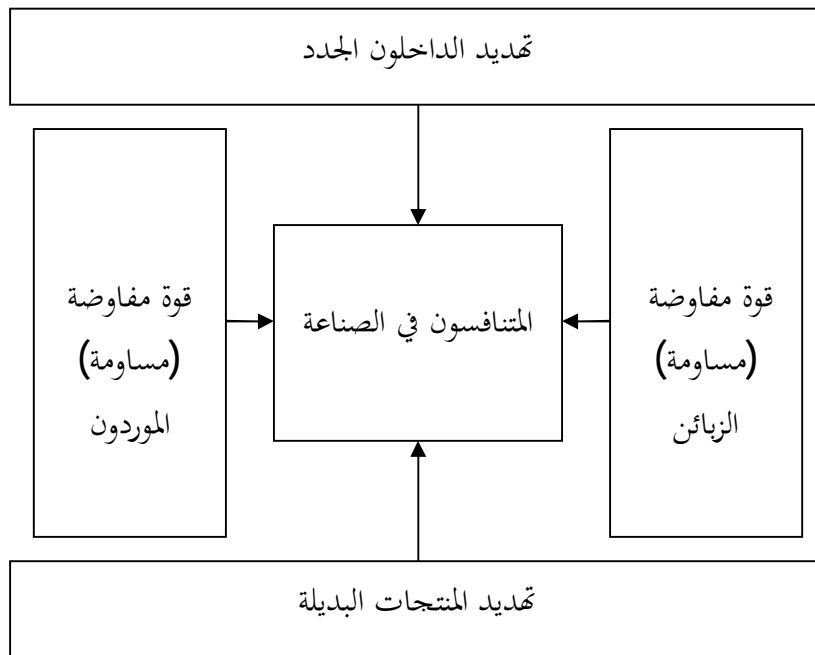 تهديد الداخلون الجدد
قوة مفاوضة
(مساومة)
الزبائن
المتنافسون في الصناعة
قوة مفاوضة
(مساومة)
الموردون
تهديد المنتجات البديلة